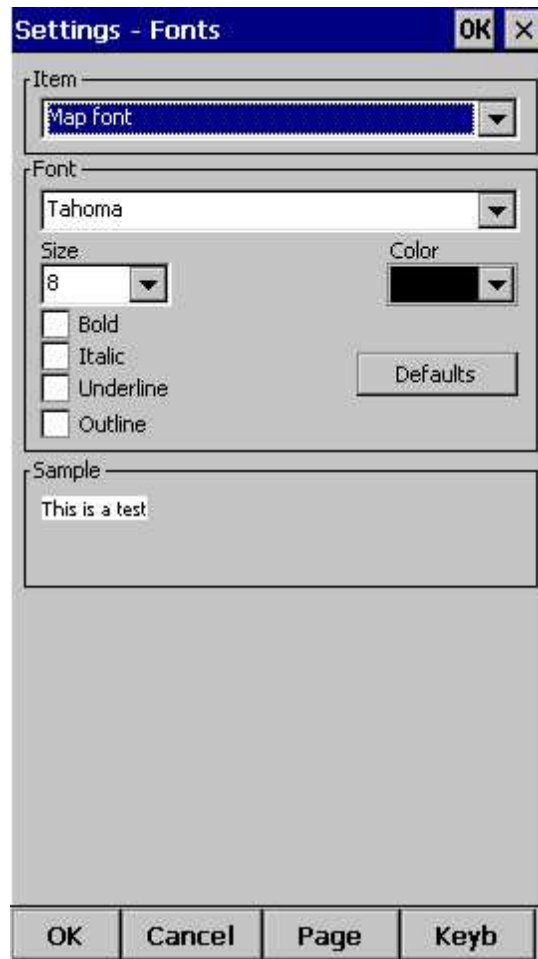 Settings - Fonts OK ×
Item
Map font
Font
Tahoma
Size Color
8
Bold
Italic
Underline
Defaults
Outline
Sample
This is a test
OK Cancel Page Keyb